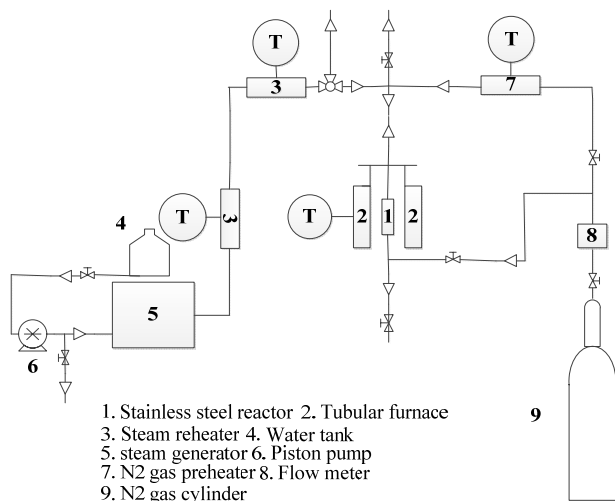 T
T
3
7
T
3
T
2
1
2
4
8
5
6
9
1. Stainless steel reactor 2. Tubular furnace
3. Steam reheater 4. Water tank
5. steam generator 6. Piston pump
7. N2 gas preheater 8. Flow meter
9. N2 gas cylinder